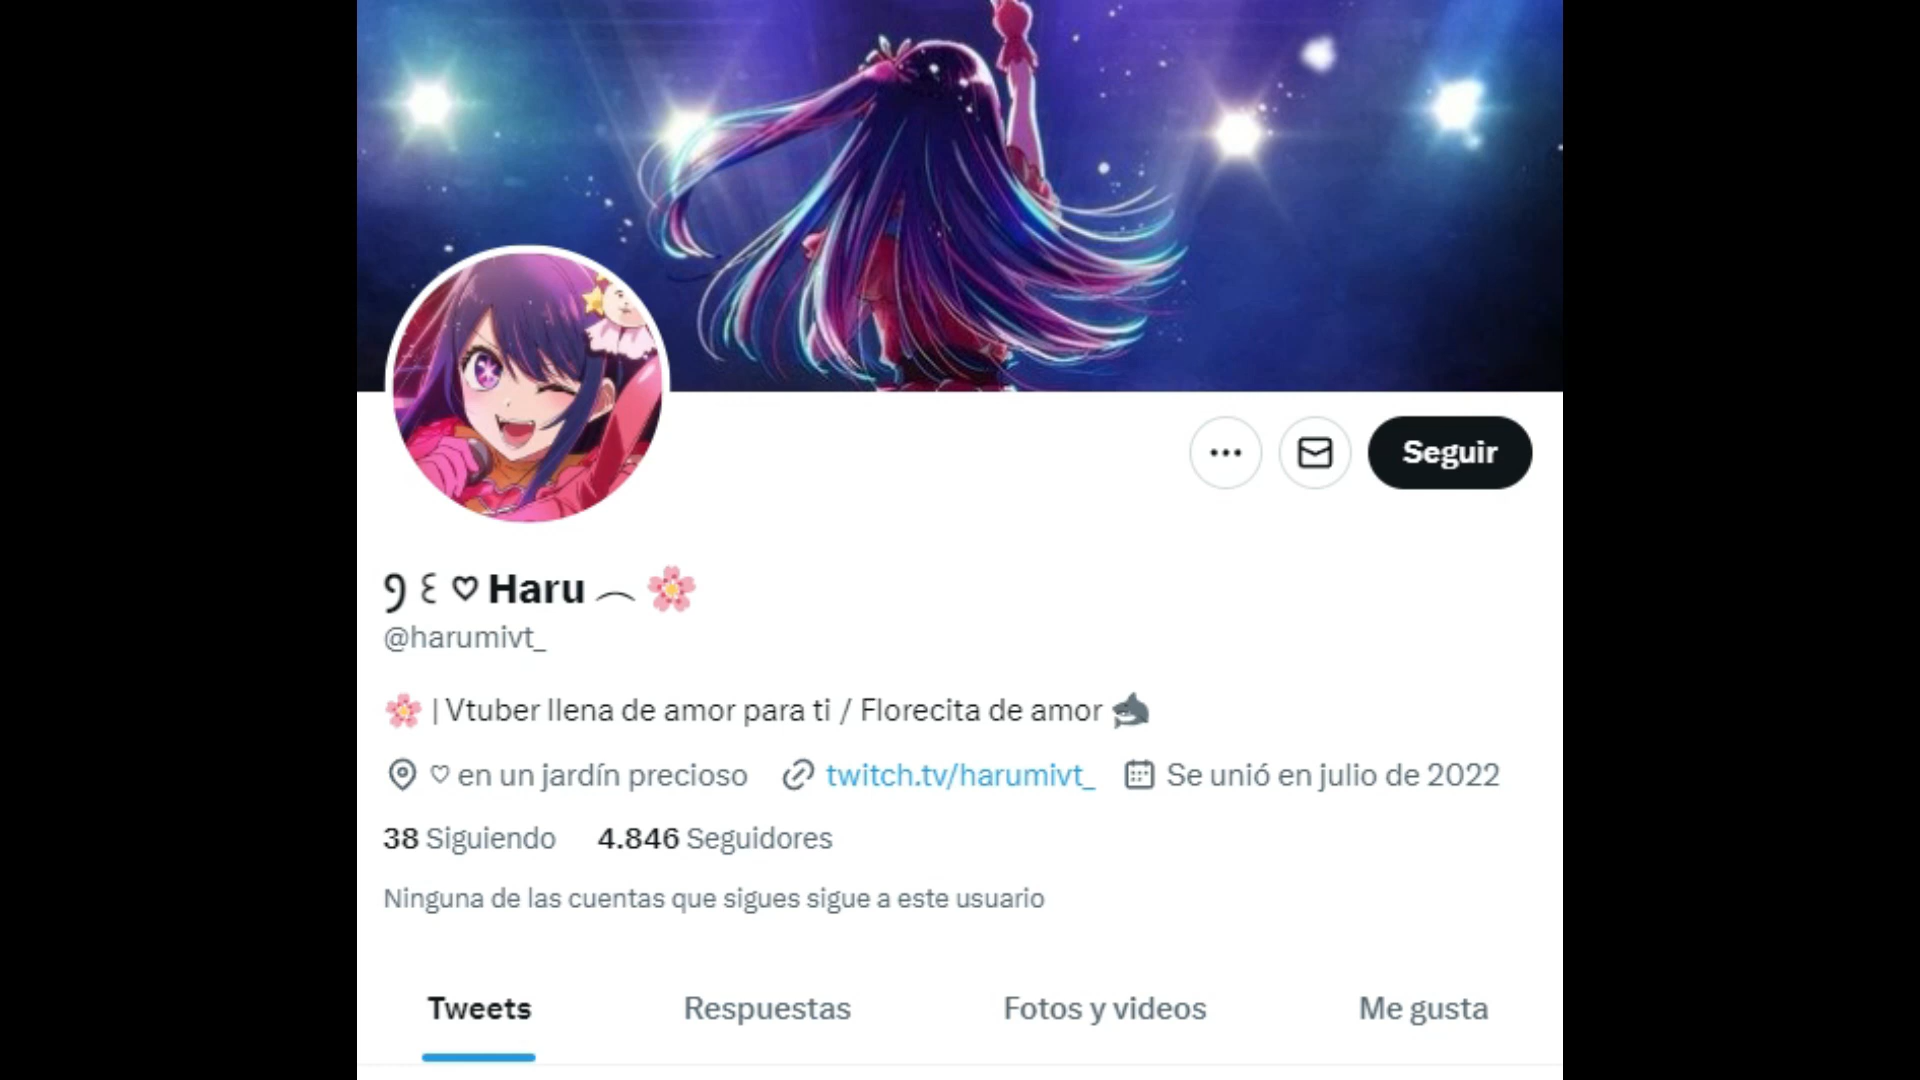 Seguir
୨ ꒰ ♡ Haru ︵ 🌸
@harumivt_
🌸 | Vtuber llena de amor para ti / Florecita de amor 🦈
♡ en un jardín precioso twitch.tv/harumivt_ Se unió en julio de 2022
38 Siguiendo 4.846 Seguidores
Ninguna de las cuentas que sigues sigue a este usuario
Tweets Respuestas Fotos y videos Me gusta